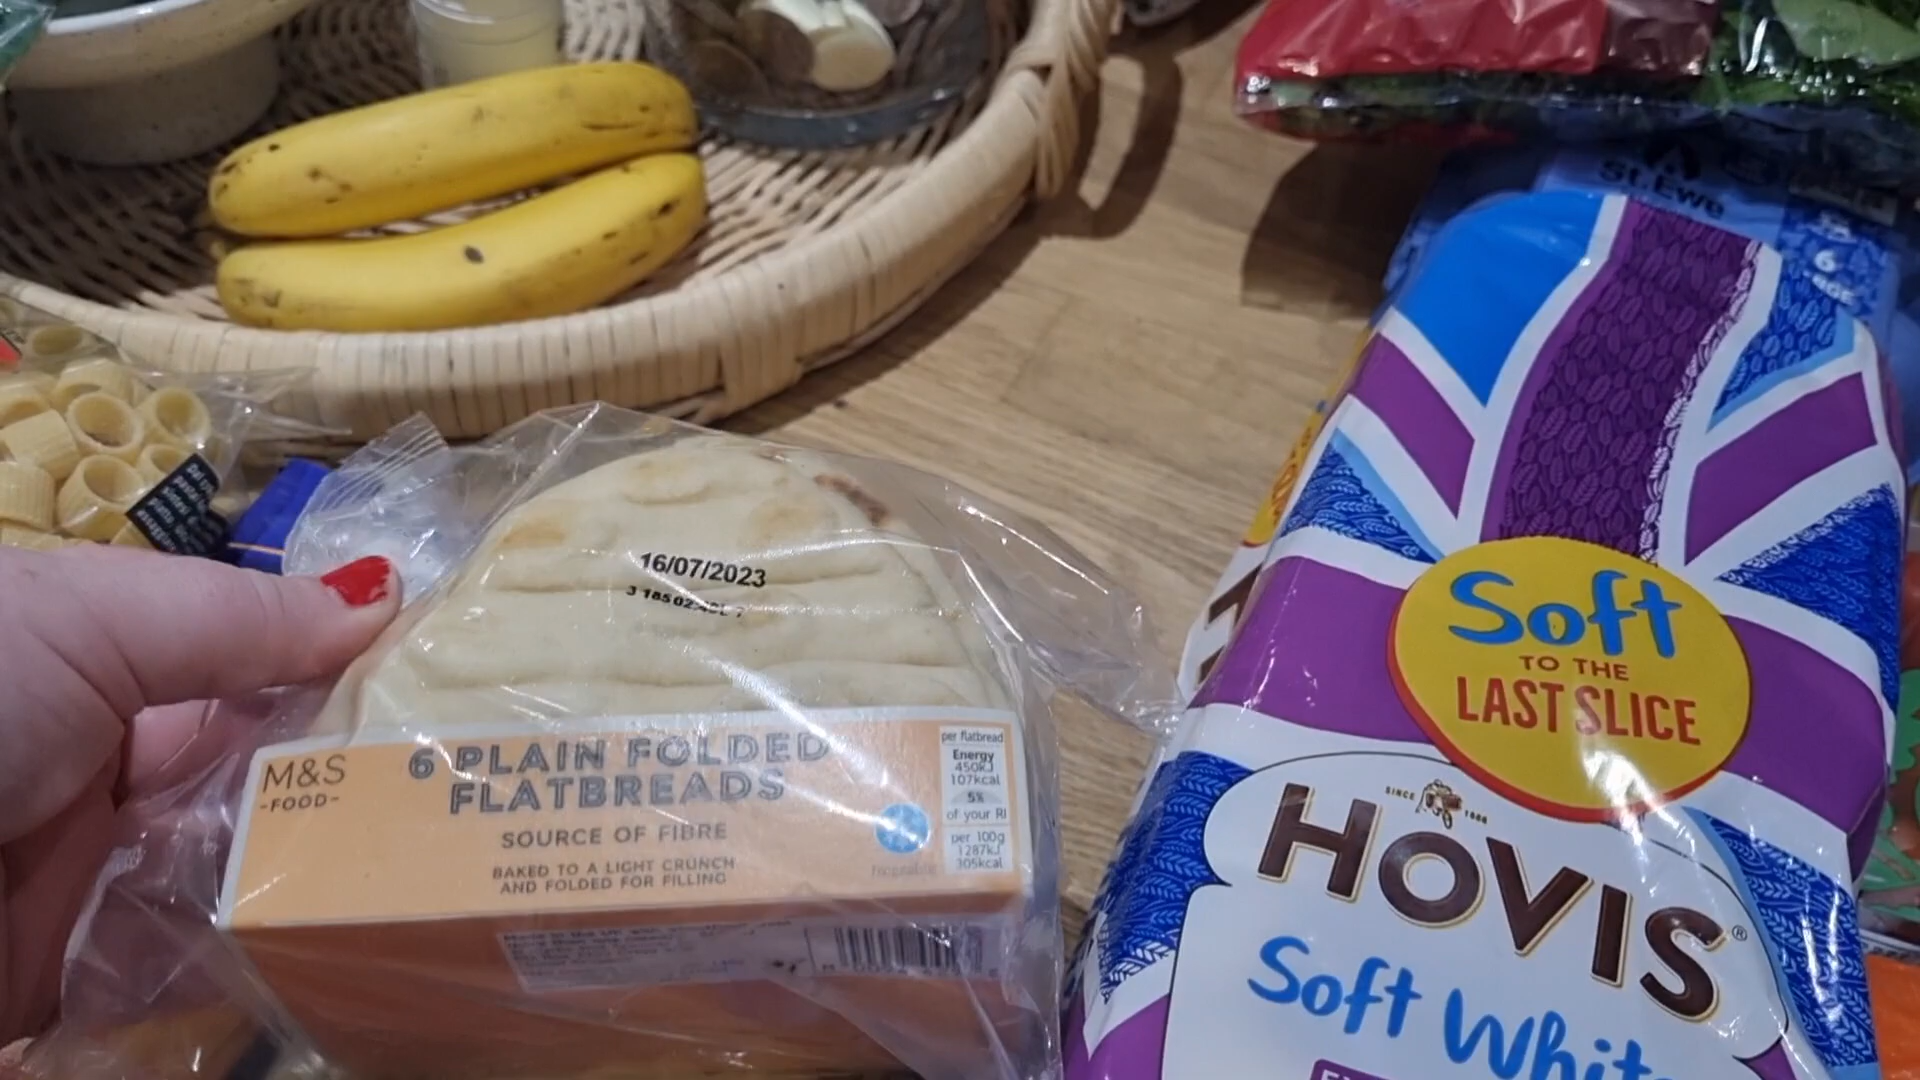 St.Ewe
6
16/07/2023
M&S
-FOOD-
6 PLAIN FOLDED
FLATBREADS
SOURCE OF FIBRE
BAKED TO A LIGHT CRUNCH
AND FOLDED FOR FILLING
per flatbread
Energy
450kJ
107kcal
5%
of your RI
per 100g
1287kJ
305kcal
Soft
TO THE
LAST SLICE
SINCE
HOVIS®
Soft White